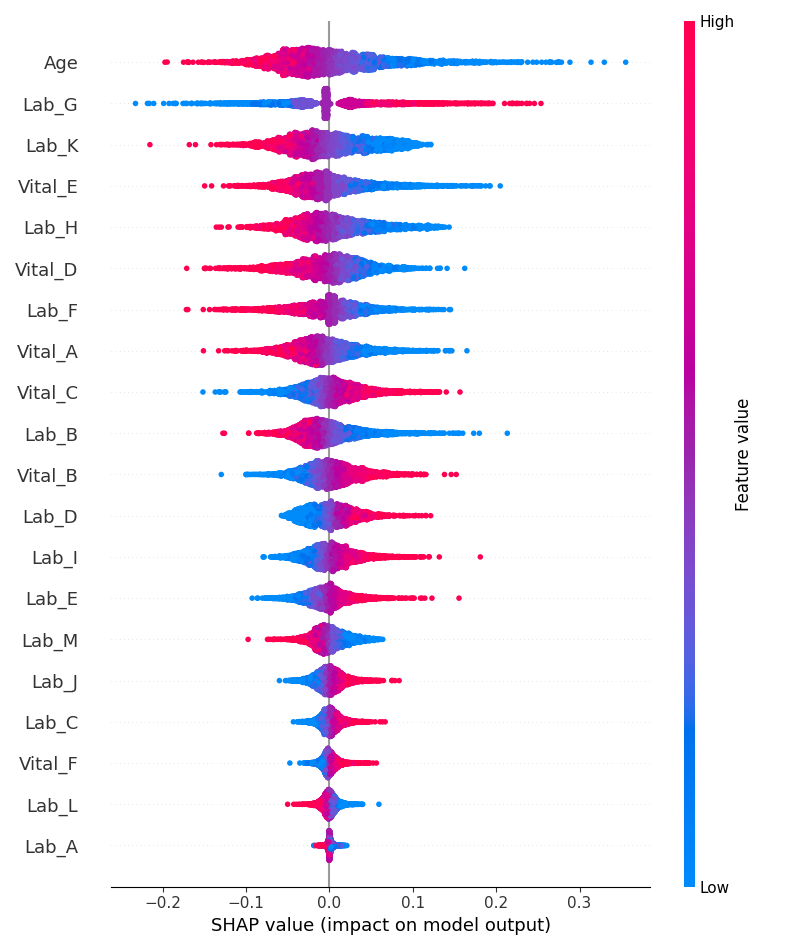 High
Age
Lab_G
Lab_K
Vital_E
Lab_H
Vital_D
Lab_F
Vital_A
Vital_C
Lab_B
Vital_B
Lab_D
Lab_I
Lab_E
Lab_M
Lab_J
Lab_C
Vital_F
Lab_L
Lab_A
Feature value
Low
−0.2 −0.1 0.0 0.1 0.2 0.3
SHAP value (impact on model output)